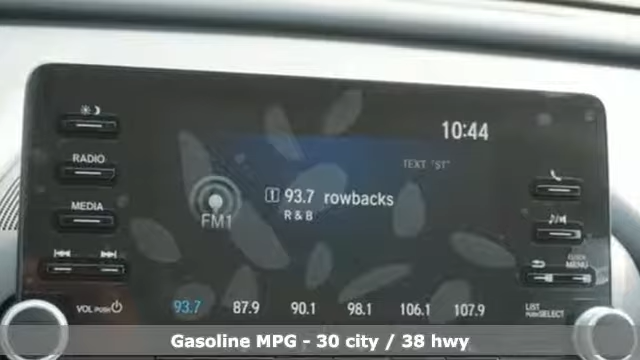 10:44
RADIO
TEXT "ST"
1 93.7 rowbacks
MEDIA
FM1
R & B
MENU
VOL PUSH
93.7 87.9 90.1 98.1 106.1 107.9
LIST
PUSH SELECT
Gasoline MPG - 30 city / 38 hwy